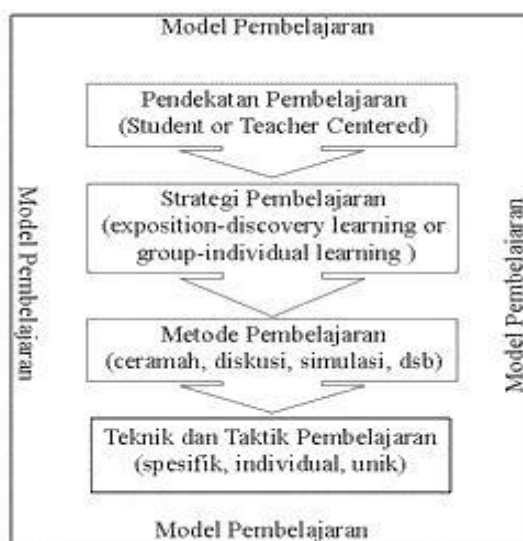 Model Pembelajaran
Pendekatan Pembelajaran
(Student or Teacher Centered)
Model Pembelajaran
Strategi Pembelajaran
(exposition-discovery learning or
group-individual learning )
Model Pembelajaran
Metode Pembelajaran
(ceramah, diskusi, simulasi, dsb)
Teknik dan Taktik Pembelajaran
(spesifik, individual, unik)
Model Pembelajaran